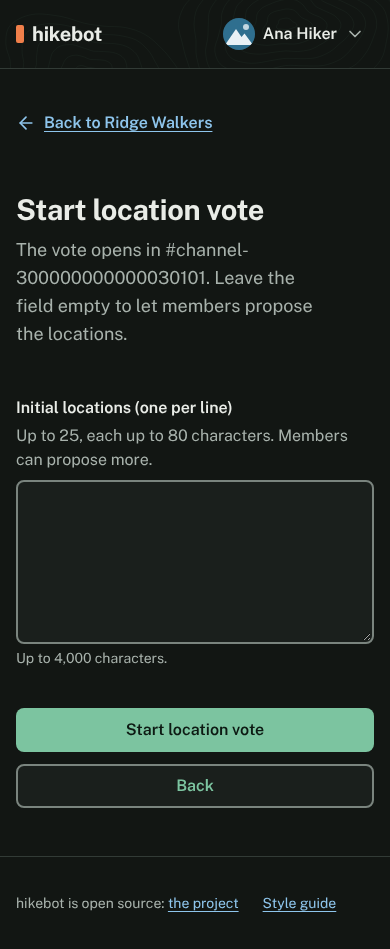 hikebot
Ana Hiker
Back to Ridge Walkers
Start location vote
The vote opens in #channel-
300000000000030101. Leave the
field empty to let members propose
the locations.
Initial locations (one per line)
Up to 25, each up to 80 characters. Members
can propose more.
Up to 4,000 characters.
Start location vote
Back
hikebot is open source: the project Style guide